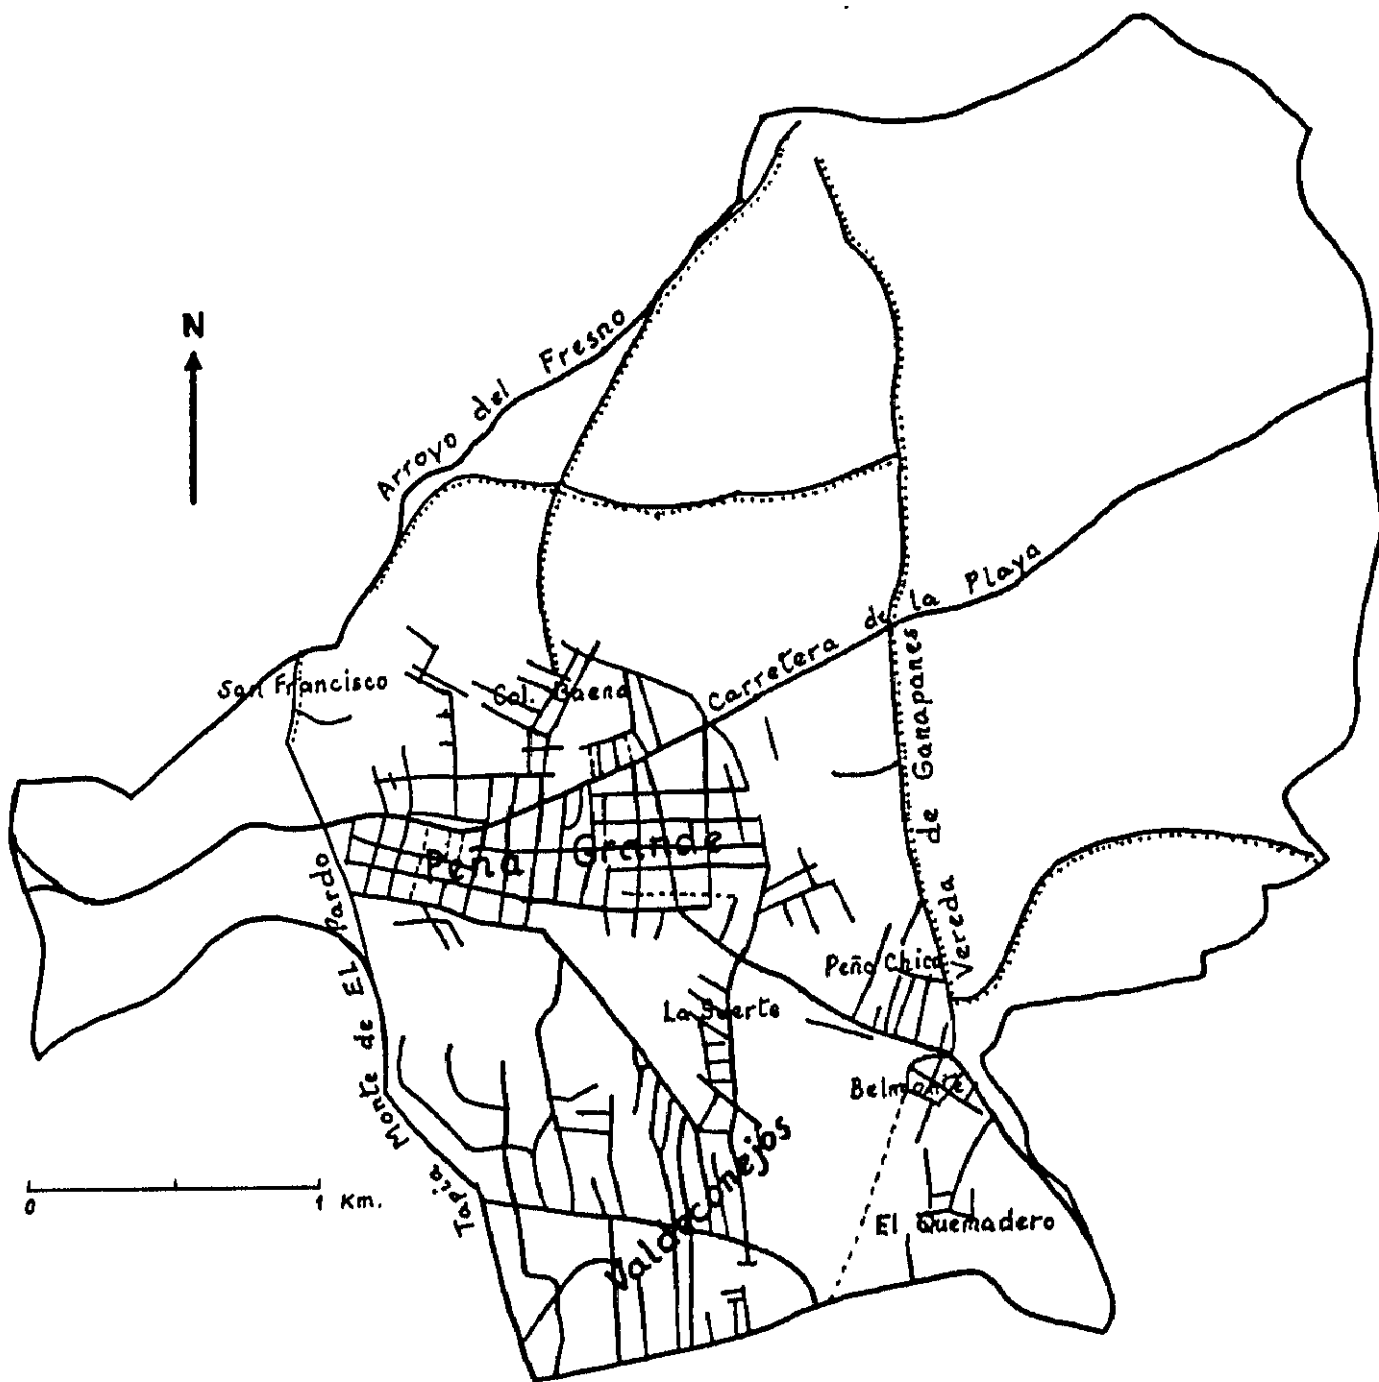 N
Arroyo del Fresno
Carretera de la Playa
San Francisco
Col. Baena
Vereda de Ganapanes
Peña Grande
Tapia Monte de EL Pardo
Peña Chica
La Suerte
Belmonte
Valdeconejos
El Quemadero
0 1 Km.